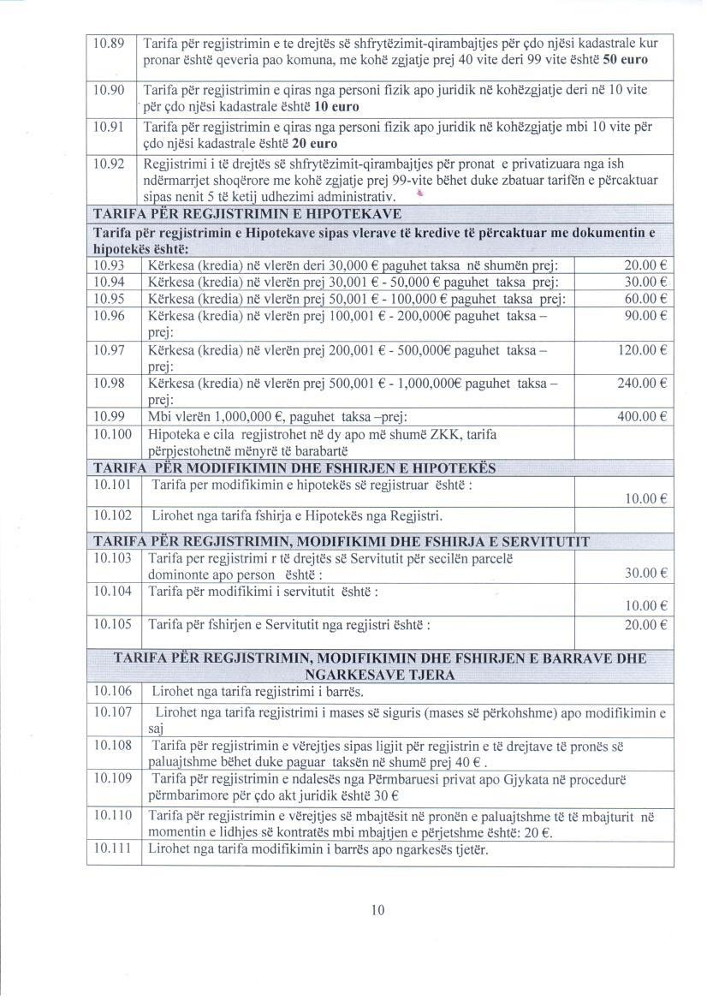 10.89 Tarifa për regjistrimin e te drejtës së shfrytëzimit-qirambajtjes për çdo njësi kadastrale kur
pronar është qeveria pao komuna, me kohë zgjatje prej 40 vite deri 99 vite është 50 euro
10.90 Tarifa për regjistrimin e qiras nga personi fizik apo juridik në kohëzgjatje deri në 10 vite
për çdo njësi kadastrale është 10 euro
10.91 Tarifa për regjistrimin e qiras nga personi fizik apo juridik në kohëzgjatje mbi 10 vite për
çdo njësi kadastrale është 20 euro
10.92 Regjistrimi i të drejtës së shfrytëzimit-qirambajtjes për pronat e privatizuara nga ish
ndërmarrjet shoqërore me kohë zgjatje prej 99-vite bëhet duke zbatuar tarifën e përcaktuar
sipas nenit 5 të ketij udhezimi administrativ.
TARIFA PËR REGJISTRIMIN E HIPOTEKAVE
Tarifa për regjistrimin e Hipotekave sipas vlerave të kredive të përcaktuar me dokumentin e
hipotekës është:
10.93 Kërkesa (kredia) në vlerën deri 30,000 € paguhet taksa në shumën prej: 20.00 €
10.94 Kërkesa (kredia) në vlerën prej 30,001 € - 50,000 € paguhet taksa prej: 30.00 €
10.95 Kërkesa (kredia) në vlerën prej 50,001 € - 100,000 € paguhet taksa prej: 60.00 €
10.96 Kërkesa (kredia) në vlerën prej 100,001 € - 200,000€ paguhet taksa – 90.00 €
prej:
10.97 Kërkesa (kredia) në vlerën prej 200,001 € - 500,000€ paguhet taksa – 120.00 €
prej:
10.98 Kërkesa (kredia) në vlerën prej 500,001 € - 1,000,000€ paguhet taksa – 240.00 €
prej:
10.99 Mbi vlerën 1,000,000 €, paguhet taksa –prej: 400.00 €
10.100 Hipoteka e cila regjistrohet në dy apo më shumë ZKK, tarifa
përpjestohetnë mënyrë të barabartë
TARIFA PËR MODIFIKIMIN DHE FSHIRJEN E HIPOTEKËS
10.101 Tarifa per modifikimin e hipotekës së regjistruar është :
10.00 €
10.102 Lirohet nga tarifa fshirja e Hipotekës nga Regjistri.
TARIFA PËR REGJISTRIMIN, MODIFIKIMI DHE FSHIRJA E SERVITUTIT
10.103 Tarifa per regjistrimi r të drejtës së Servitutit për secilën parcelë
dominonte apo person është : 30.00 €
10.104 Tarifa për modifikimi i servitutit është :
10.00 €
10.105 Tarifa për fshirjen e Servitutit nga regjistri është : 20.00 €
TARIFA PËR REGJISTRIMIN, MODIFIKIMIN DHE FSHIRJEN E BARRAVE DHE
NGARKESAVE TJERA
10.106 Lirohet nga tarifa regjistrimi i barrës.
10.107 Lirohet nga tarifa regjistrimi i mases së siguris (mases së përkohshme) apo modifikimin e
saj
10.108 Tarifa për regjistrimin e vërejtjes sipas ligjit për regjistrin e të drejtave të pronës së
paluajtshme bëhet duke paguar taksën në shumë prej 40 € .
10.109 Tarifa për regjistrimin e ndalesës nga Përmbaruesi privat apo Gjykata në procedurë
përmbarimore për çdo akt juridik është 30 €
10.110 Tarifa për regjistrimin e vërejtjes së mbajtësit në pronën e paluajtshme të të mbajturit në
momentin e lidhjes së kontratës mbi mbajtjen e përjetshme është: 20 €.
10.111 Lirohet nga tarifa modifikimin i barrës apo ngarkesës tjetër.
10